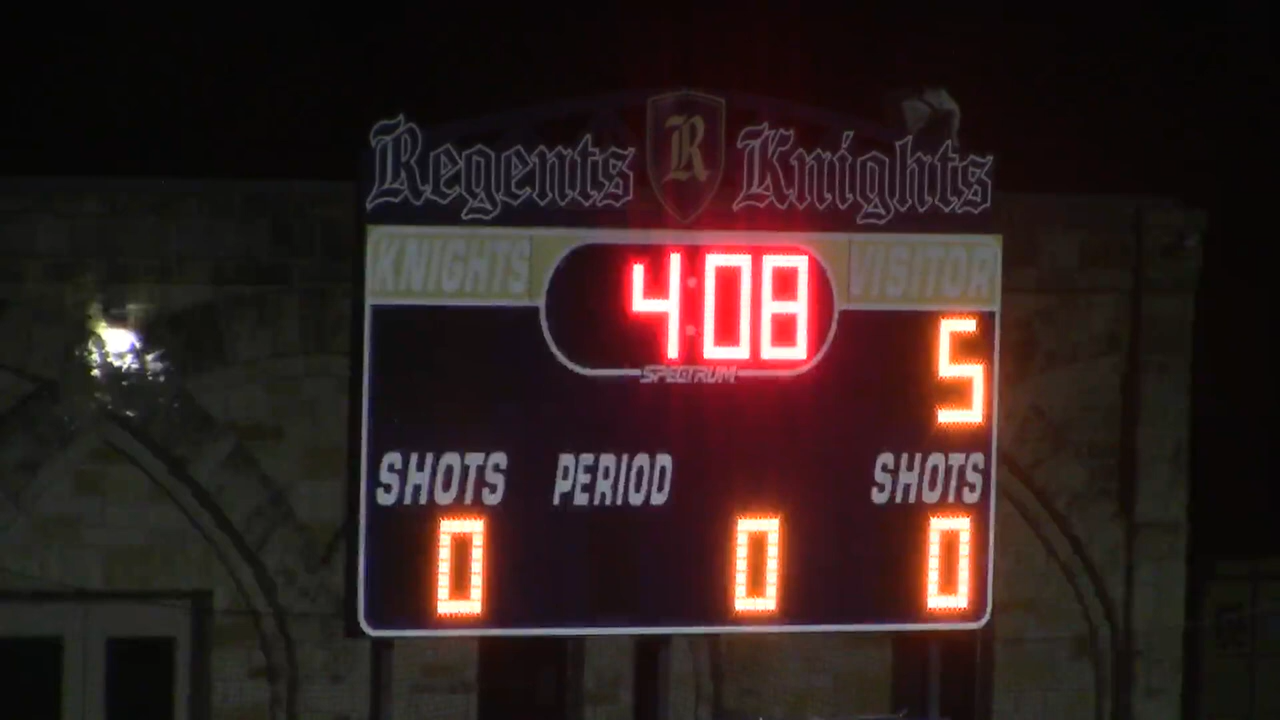 Regents R Knights
KNIGHTS 4:08 VISITOR
SPECTRUM
5
SHOTS PERIOD SHOTS
0 0 0